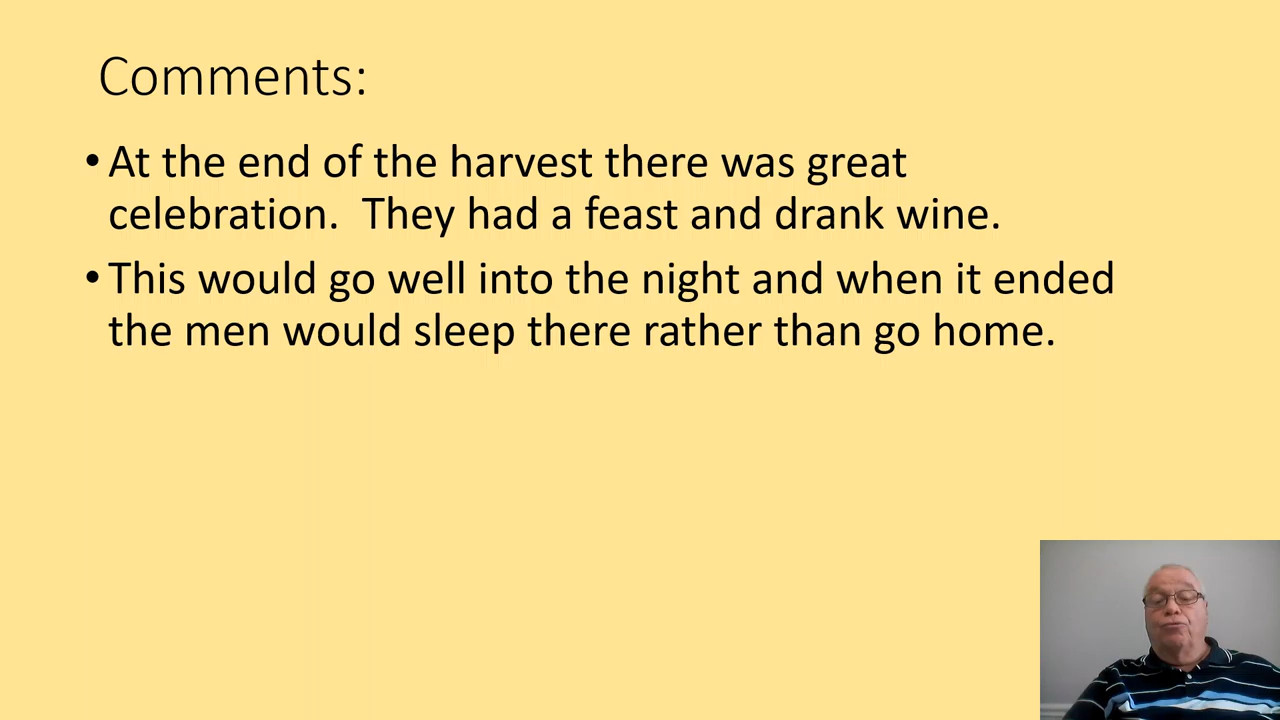 Comments:
• At the end of the harvest there was great
celebration.  They had a feast and drank wine.
• This would go well into the night and when it ended
the men would sleep there rather than go home.